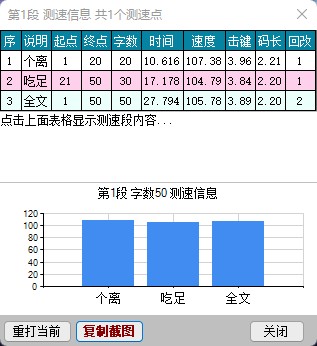 第1段 测速信息 共1个测速点
序 说明 起点 终点 字数 时间 速度 击键 码长 回改
1 个离 1 20 20 10.616 107.38 3.96 2.21 1
2 吃足 21 50 30 17.178 104.79 3.84 2.20 1
3 全文 1 50 50 27.794 105.78 3.89 2.20 2
点击上面表格显示测速段内容...
第1段 字数50 测速信息
120
100
80
60
40
20
0
个离 吃足 全文
重打当前 复制截图 关闭